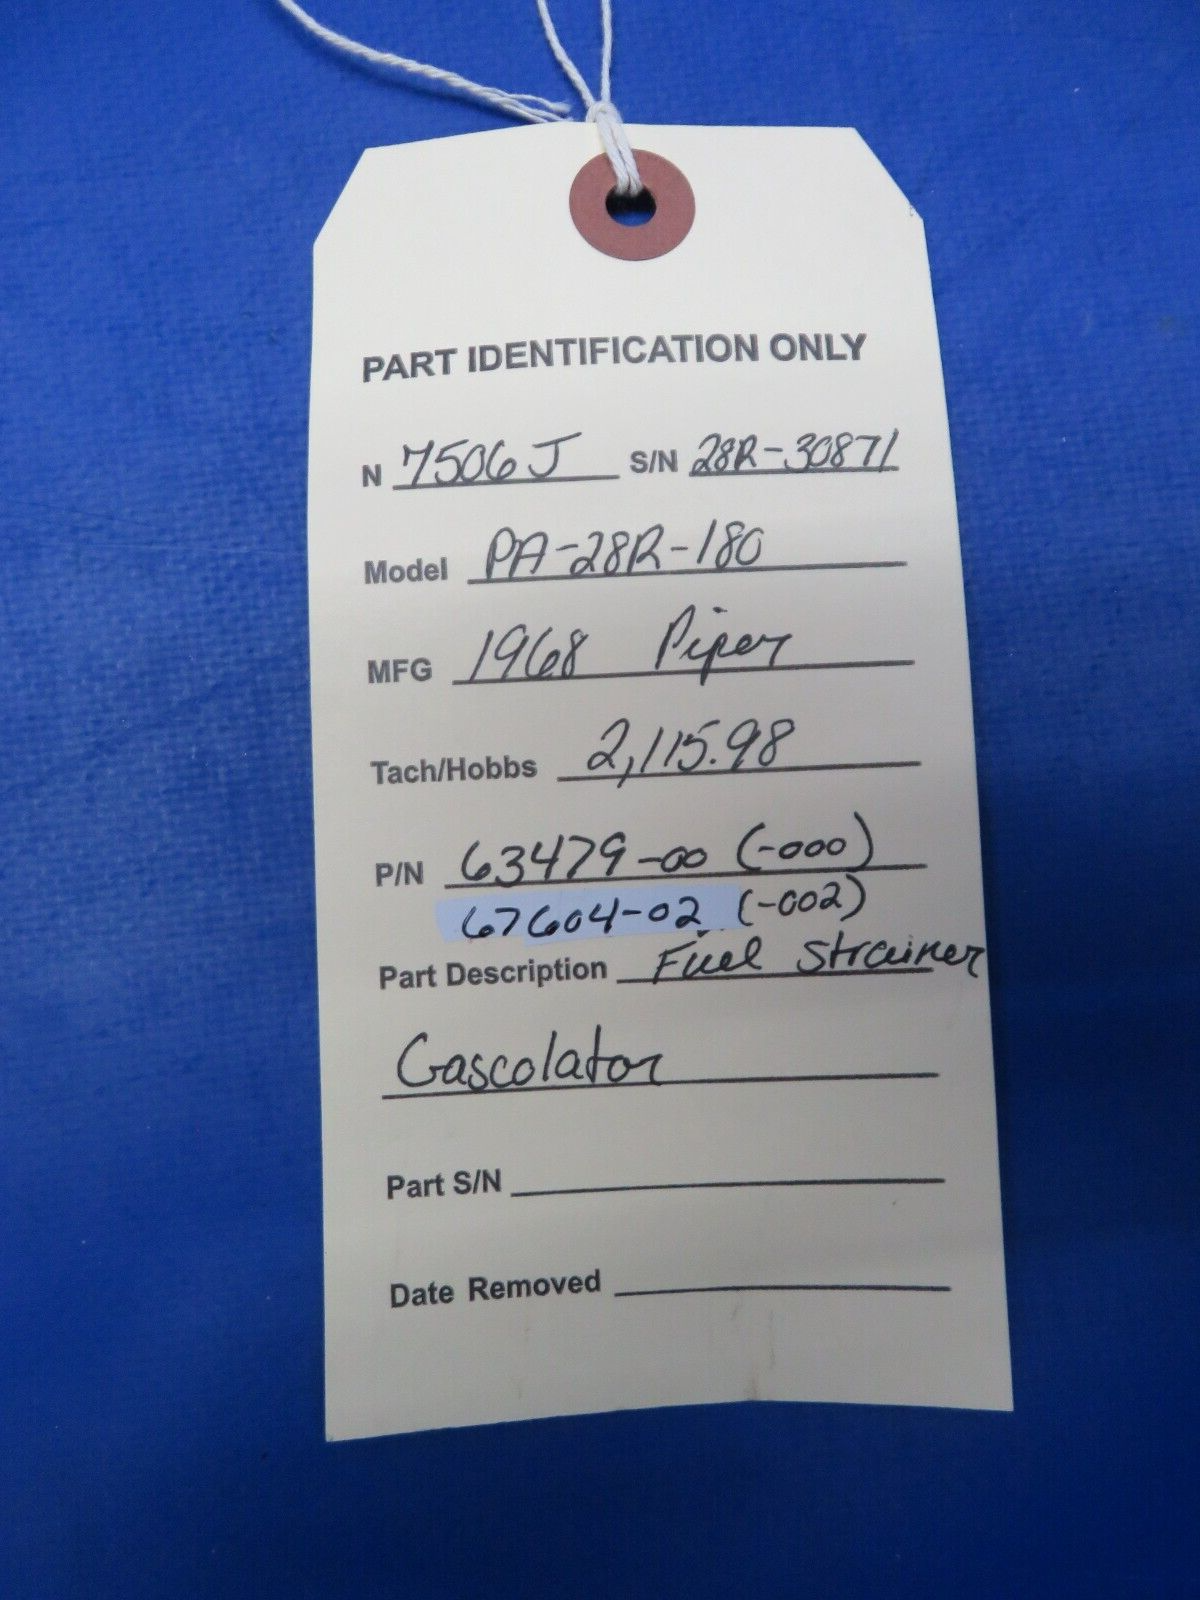 PART IDENTIFICATION ONLY
N 7506J S/N 28R-30871
Model PA-28R-180
MFG 1968 Piper
Tach/Hobbs 2,115.98
P/N 63479-00 (-000)
67604-02 (-002)
Part Description Fuel Strainer
Gascolator
Part S/N
Date Removed